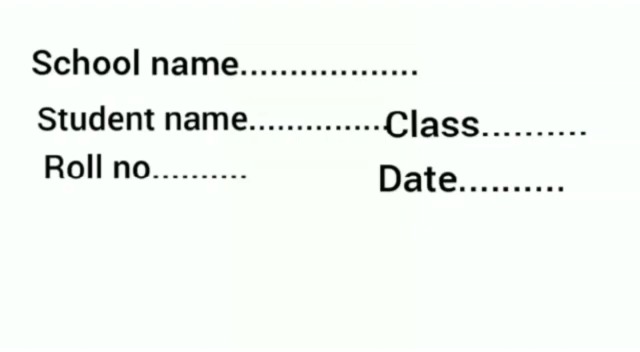 School name..................
Student name...............Class..........
Roll no..........
Date..........